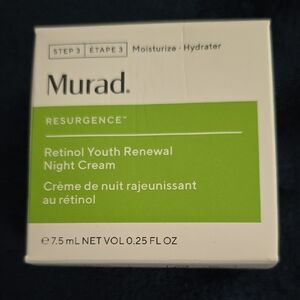 STEP 3 | ÉTAPE 3 Moisturize · Hydrater
Murad.
RESURGENCE™
Retinol Youth Renewal
Night Cream
Crème de nuit rajeunissant
au rétinol
℮ 7.5 mL NET VOL 0.25 FL OZ